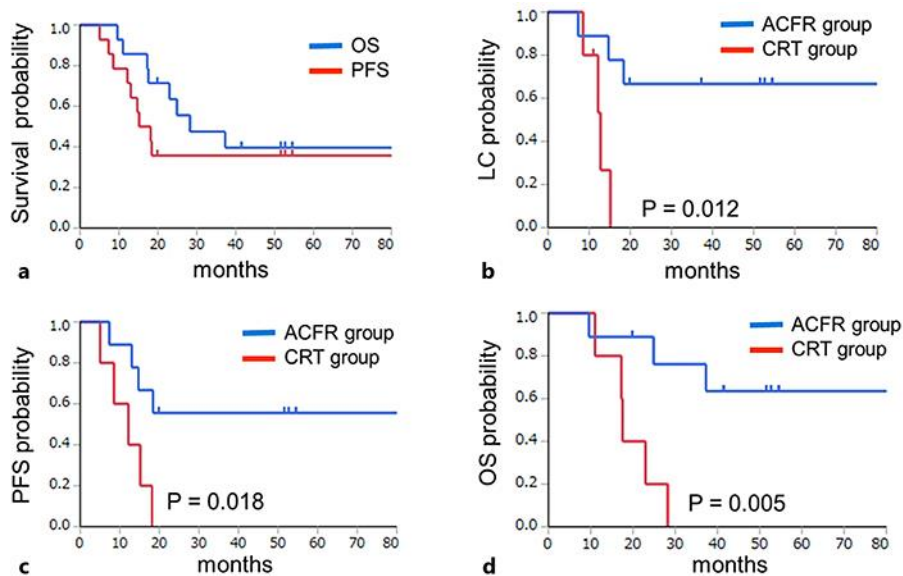 Survival probability
1.0
0.8
0.6
0.4
0.2
0.0
OS
PFS
0 10 20 30 40 50 60 70 80
a
months
LC probability
1.0
0.8
0.6
0.4
0.2
0.0
ACFR group
CRT group
P = 0.012
0 10 20 30 40 50 60 70 80
b
months
PFS probability
1.0
0.8
0.6
0.4
0.2
0.0
ACFR group
CRT group
P = 0.018
0 10 20 30 40 50 60 70 80
c
months
OS probability
1.0
0.8
0.6
0.4
0.2
0.0
ACFR group
CRT group
P = 0.005
0 10 20 30 40 50 60 70 80
d
months